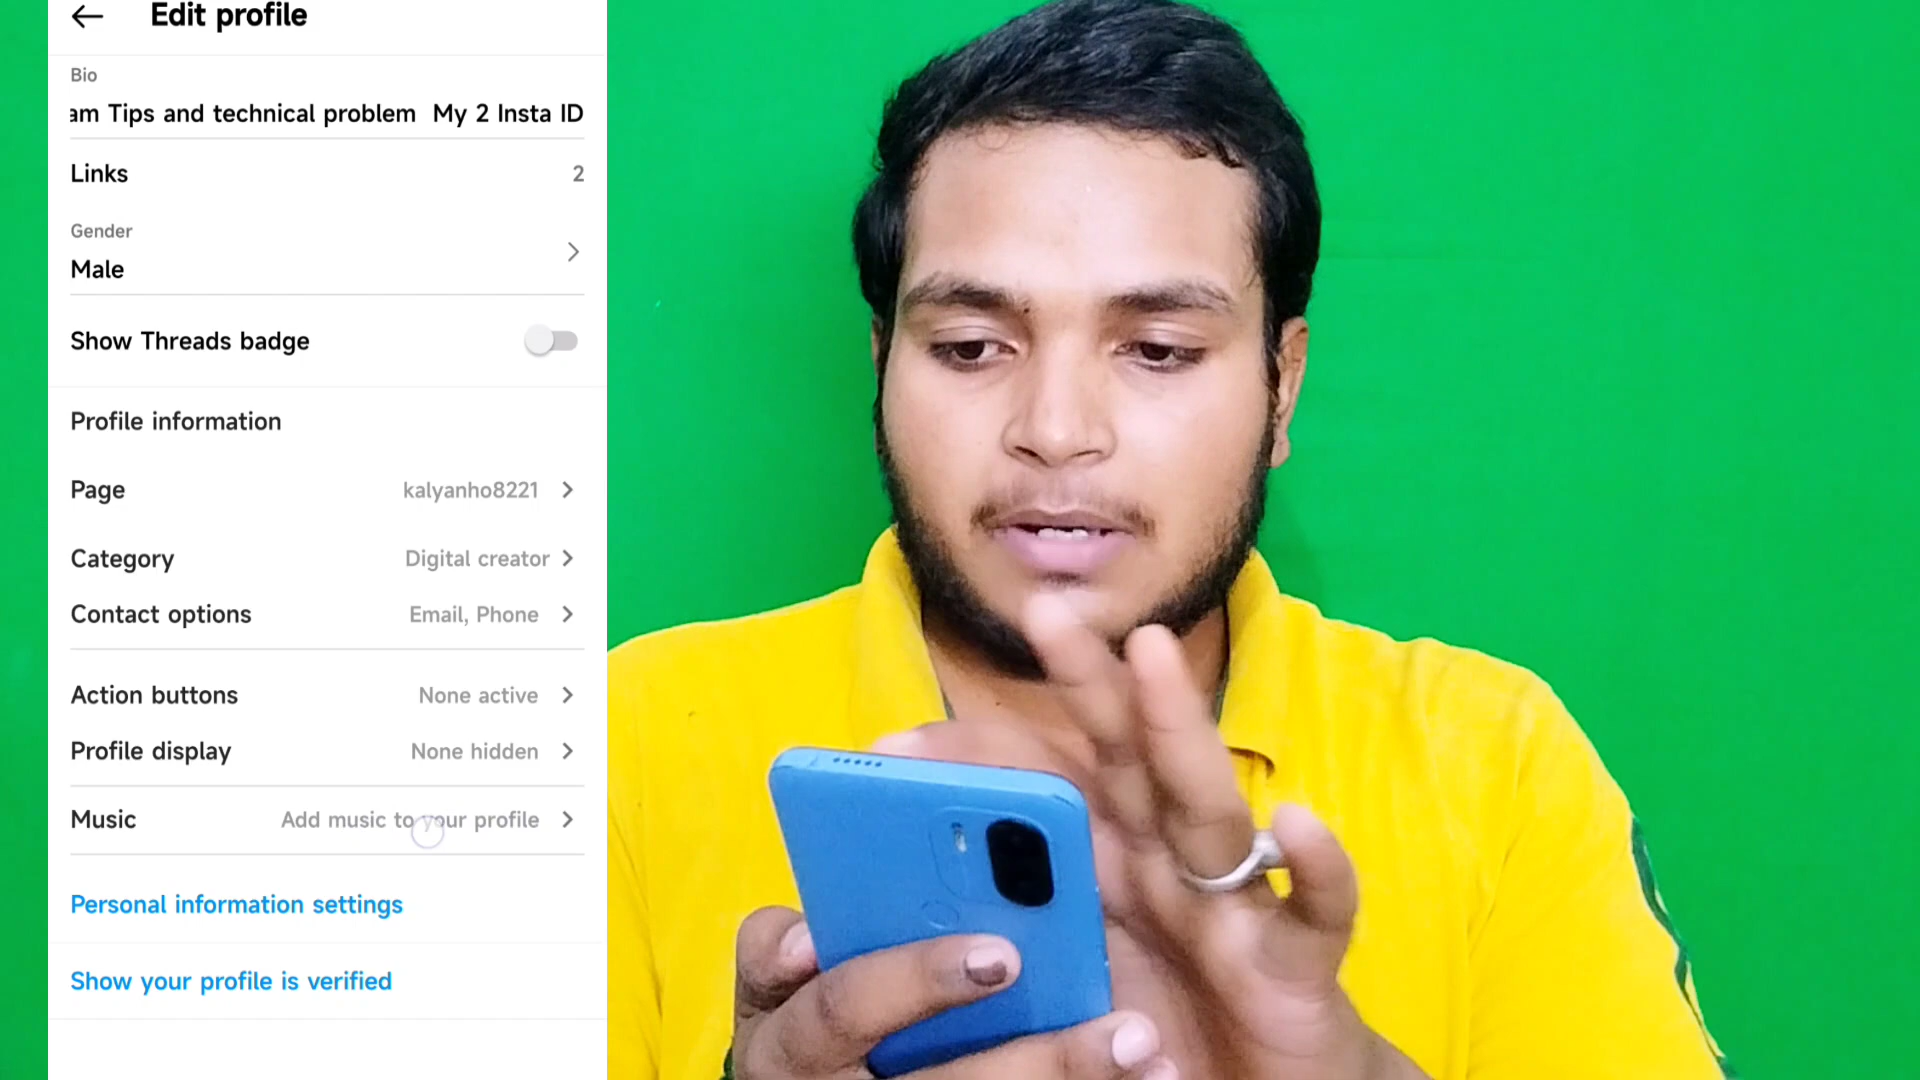 Edit profile
Bio
am Tips and technical problem My 2 Insta ID
Links 2
Gender
Male
Show Threads badge
Profile information
Page kalyanho8221
Category Digital creator
Contact options Email, Phone
Action buttons None active
Profile display None hidden
Music Add music to your profile
Personal information settings
Show your profile is verified